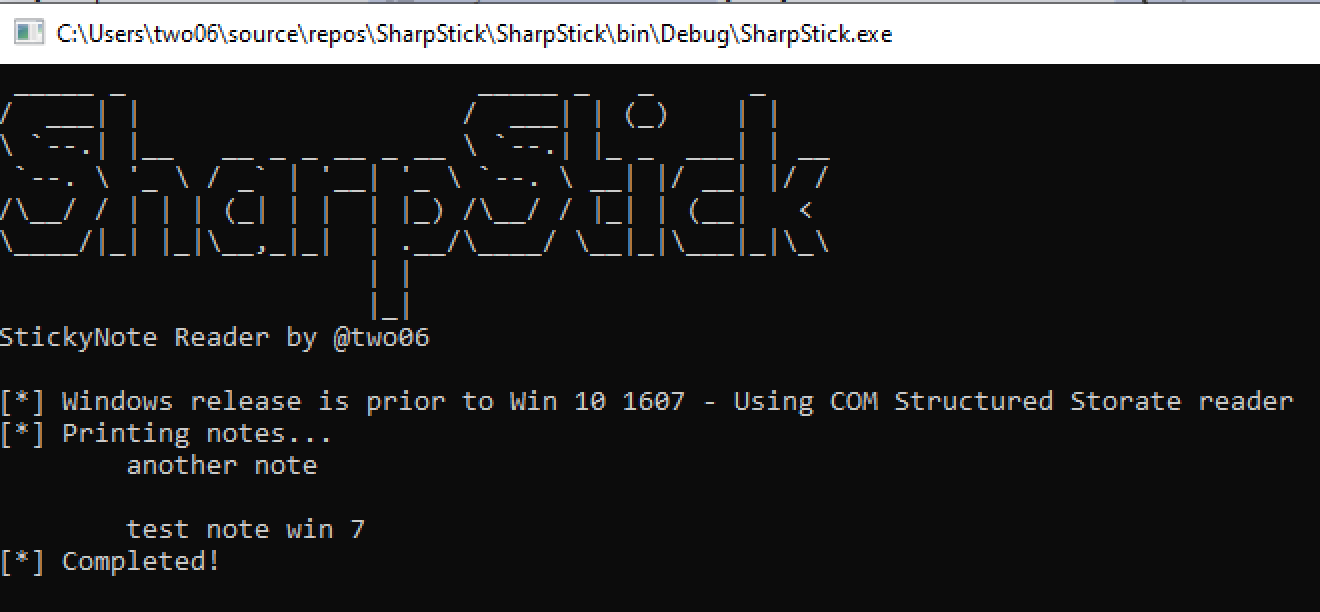 C:\Users\two06\source\repos\SharpStick\SharpStick\bin\Debug\SharpStick.exe
SharpStick
StickyNote Reader by @two06
[*] Windows release is prior to Win 10 1607 - Using COM Structured Storate reader
[*] Printing notes...
another note
test note win 7
[*] Completed!